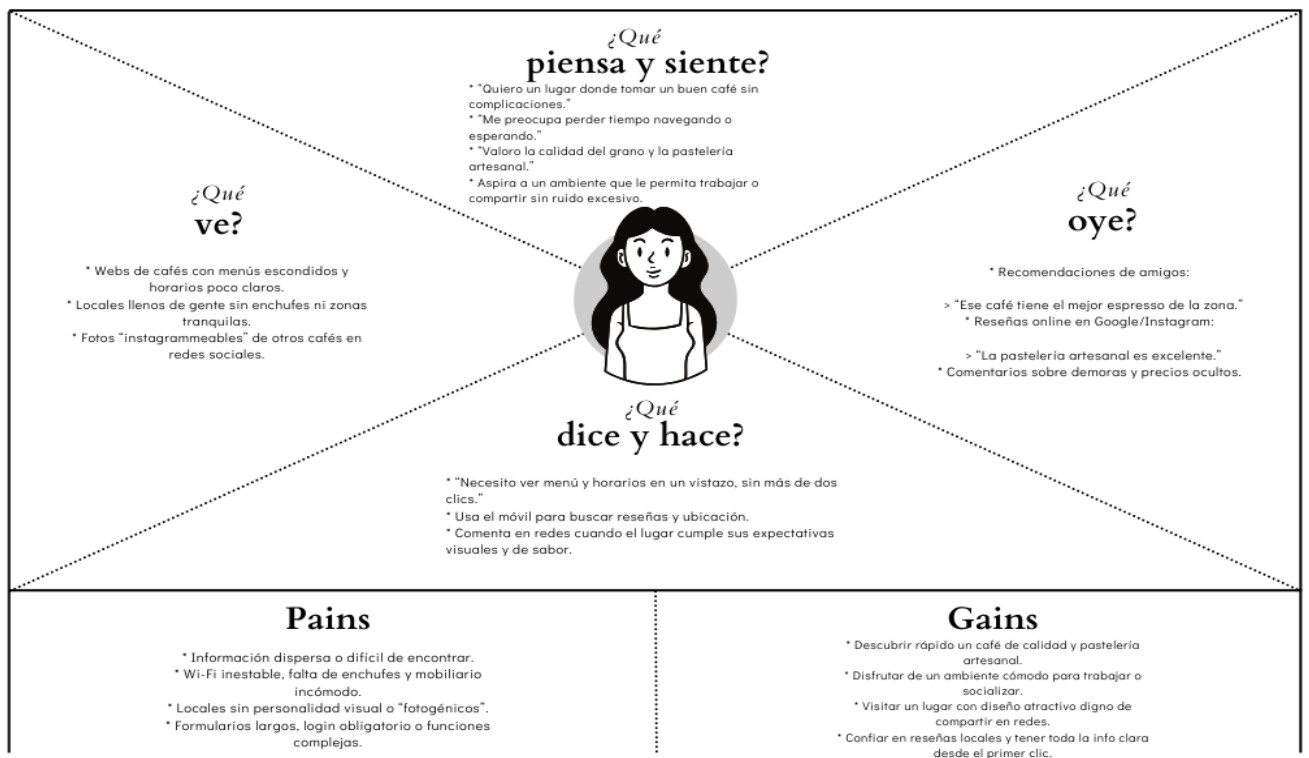 ¿Qué
piensa y siente?
* "Quiero un lugar donde tomar un buen café sin
complicaciones."
* "Me preocupa perder tiempo navegando o
esperando."
* "Valoro la calidad del grano y la pastelería
artesanal."
* Aspira a un ambiente que le permita trabajar o
compartir sin ruido excesivo.
¿Qué
ve?
* Webs de cafés con menús escondidos y
horarios poco claros.
* Locales llenos de gente sin enchufes ni zonas
tranquilas.
* Fotos "instagrammeables" de otros cafés en
redes sociales.
¿Qué
oye?
* Recomendaciones de amigos:
> "Ese café tiene el mejor espresso de la zona."
* Reseñas online en Google/Instagram:
> "La pastelería artesanal es excelente."
* Comentarios sobre demoras y precios ocultos.
¿Qué
dice y hace?
* "Necesito ver menú y horarios en un vistazo, sin más de dos
clics."
* Usa el móvil para buscar reseñas y ubicación.
* Comenta en redes cuando el lugar cumple sus expectativas
visuales y de sabor.
Pains
* Información dispersa o difícil de encontrar.
* Wi-Fi inestable, falta de enchufes y mobiliario
incómodo.
* Locales sin personalidad visual o "fotogénicos".
* Formularios largos, login obligatorio o funciones
complejas.
Gains
* Descubrir rápido un café de calidad y pastelería
artesanal.
* Disfrutar de un ambiente cómodo para trabajar o
socializar.
* Visitar un lugar con diseño atractivo digno de
compartir en redes.
* Confiar en reseñas locales y tener toda la info clara
desde el primer clic.